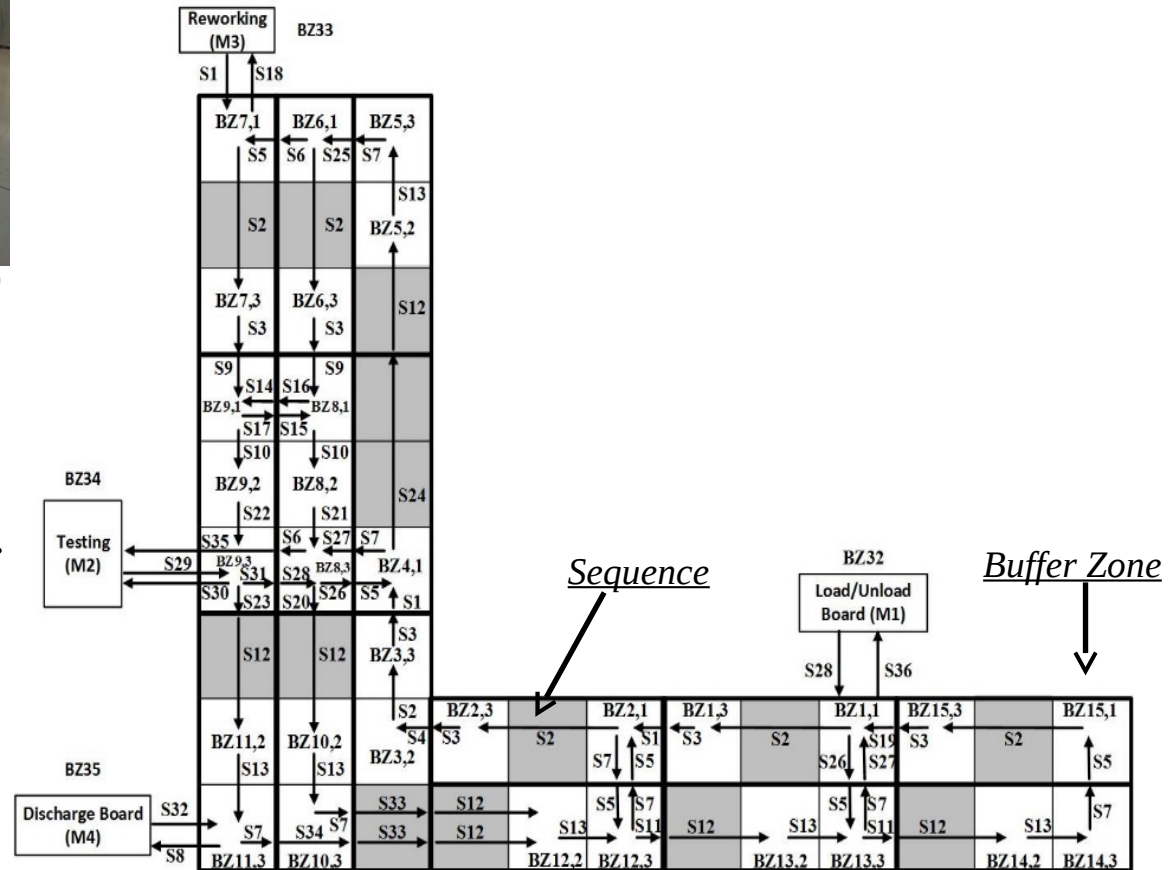 Reworking
(M3)
BZ33
S1
S18
BZ7,1
BZ6,1
BZ5,3
S5
S6
S25
S7
S2
S2
S13
BZ5,2
BZ7,3
BZ6,3
S12
S3
S3
S9
S9
S14
S16
BZ9,1
BZ8,1
S17
S15
S10
S10
BZ9,2
BZ8,2
S24
S22
S21
BZ34
Testing
(M2)
S35
S6
S27
S7
S29
BZ9,3
S31
S28
BZ8,3
BZ4,1
S30
S23
S20
S26
S5
S1
Sequence
Buffer Zone
BZ32
Load/Unload
Board (M1)
S28
S36
S12
S12
S3
BZ3,3
S2
S4
BZ2,3
BZ2,1
BZ1,3
BZ1,1
BZ15,3
BZ15,1
S3
S2
S1
S3
S2
S19
S3
S2
BZ3,2
S7
S5
S26
S27
S5
BZ11,2
BZ10,2
S13
S13
BZ35
Discharge Board
(M4)
S32
S8
S7
S34
S7
S33
S33
S12
S12
S13
S5
S7
S11
S12
S13
S5
S7
S11
S12
S13
S7
BZ11,3
BZ10,3
BZ12,2
BZ12,3
BZ13,2
BZ13,3
BZ14,2
BZ14,3